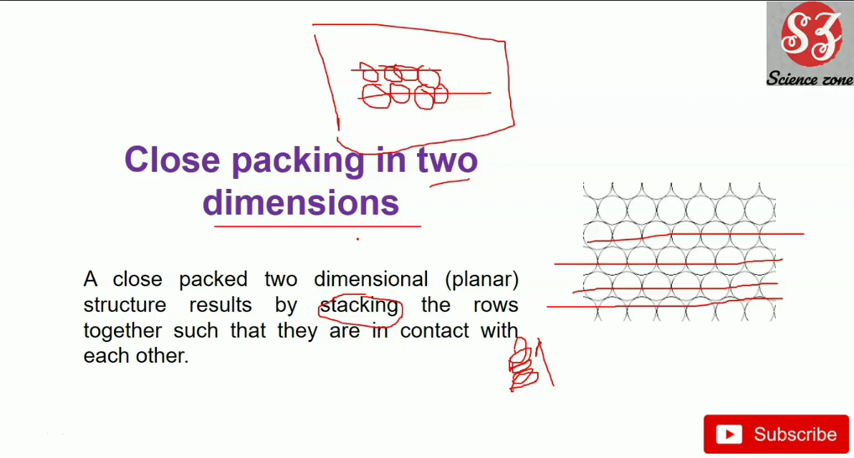 SZ
Science zone
Close packing in two
dimensions
A close packed two dimensional (planar)
structure results by stacking the rows
together such that they are in contact with
each other.
Subscribe